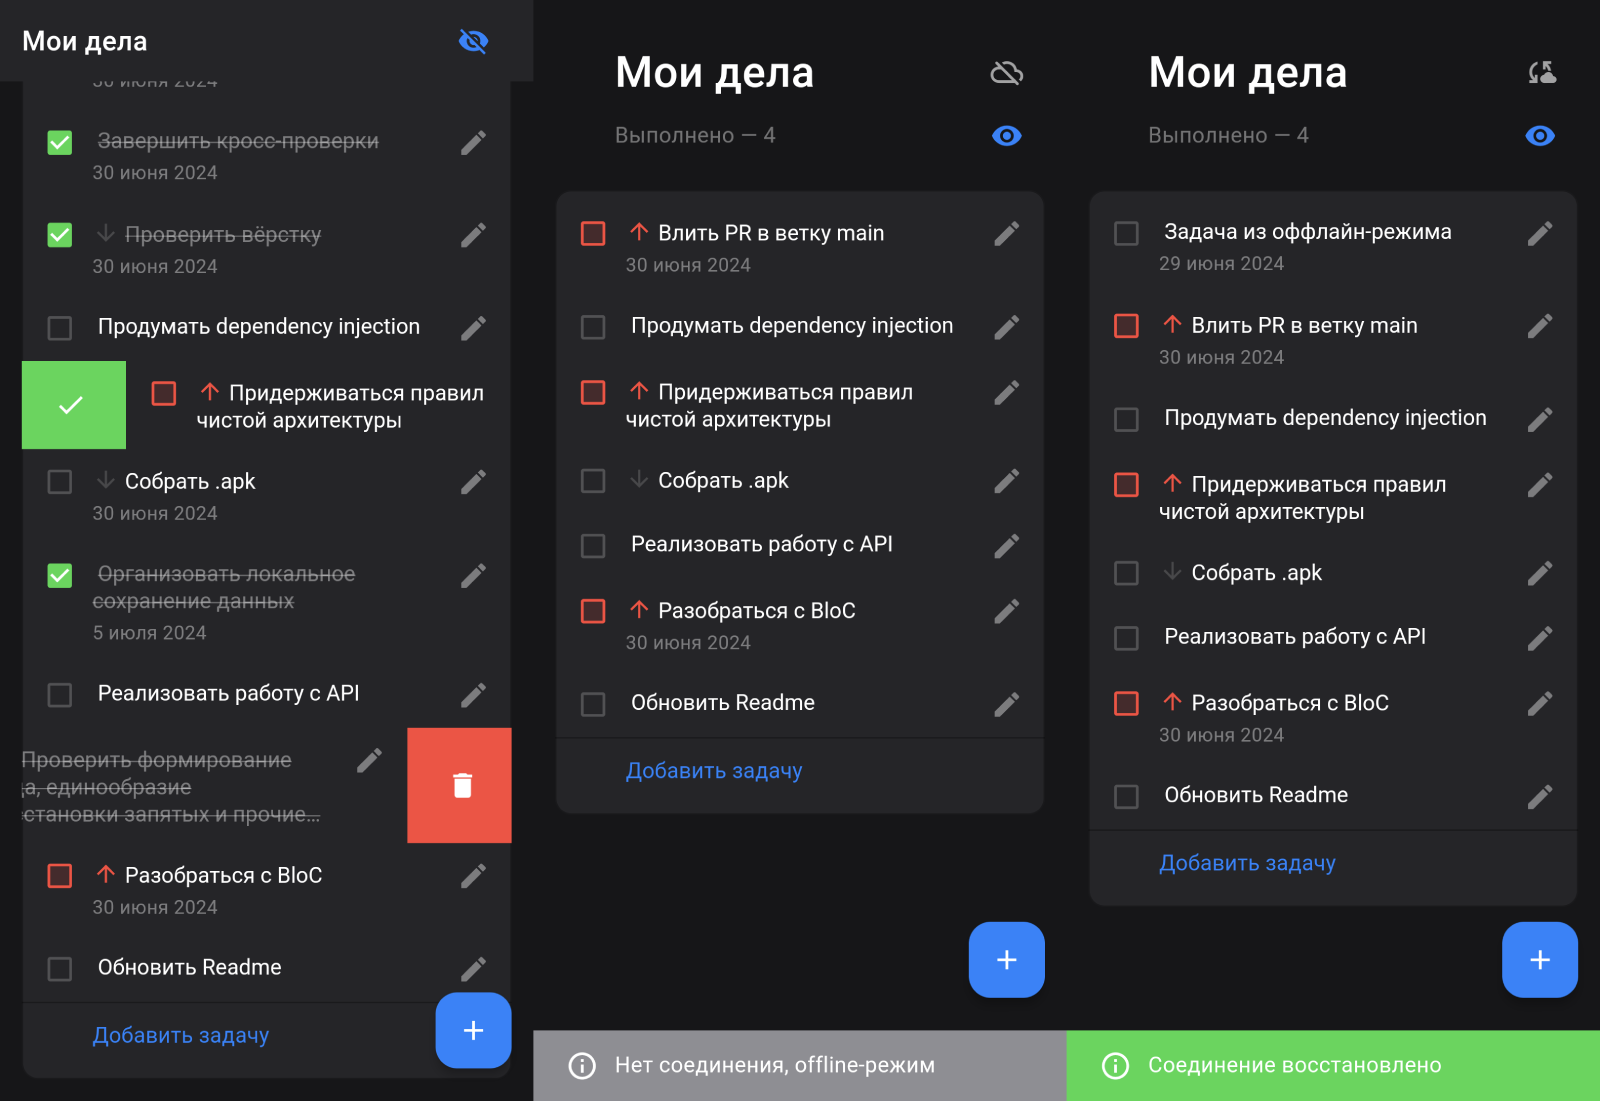 Мои дела
30 июня 2024
Завершить кросс-проверки
30 июня 2024
Проверить вёрстку
30 июня 2024
Продумать dependency injection
Придерживаться правил
чистой архитектуры
Собрать .apk
30 июня 2024
Организовать локальное
сохранение данных
5 июля 2024
Реализовать работу с API
Проверить формирование
да, единообразие
сстановки запятых и прочие...
Разобраться с BloC
30 июня 2024
Обновить Readme
Добавить задачу
Мои дела
Выполнено — 4
Влить PR в ветку main
30 июня 2024
Продумать dependency injection
Придерживаться правил
чистой архитектуры
Собрать .apk
Реализовать работу с API
Разобраться с BloC
30 июня 2024
Обновить Readme
Добавить задачу
Нет соединения, offline-режим
Мои дела
Выполнено — 4
Задача из оффлайн-режима
29 июня 2024
Влить PR в ветку main
30 июня 2024
Продумать dependency injection
Придерживаться правил
чистой архитектуры
Собрать .apk
Реализовать работу с API
Разобраться с BloC
30 июня 2024
Обновить Readme
Добавить задачу
Соединение восстановлено